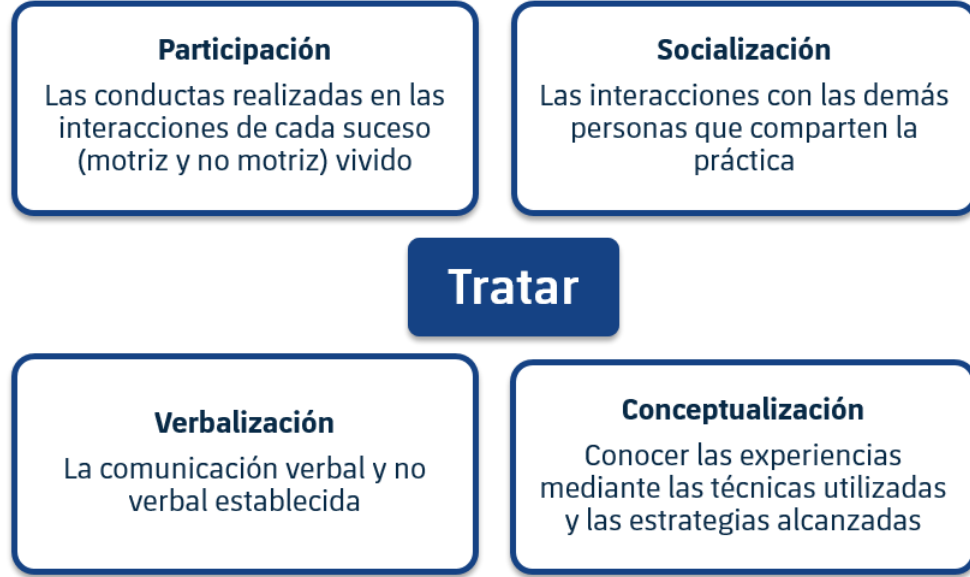 Participación
Las conductas realizadas en las
interacciones de cada suceso
(motriz y no motriz) vivido
Socialización
Las interacciones con las demás
personas que comparten la
práctica
Tratar
Verbalización
La comunicación verbal y no
verbal establecida
Conceptualización
Conocer las experiencias
mediante las técnicas utilizadas
y las estrategias alcanzadas